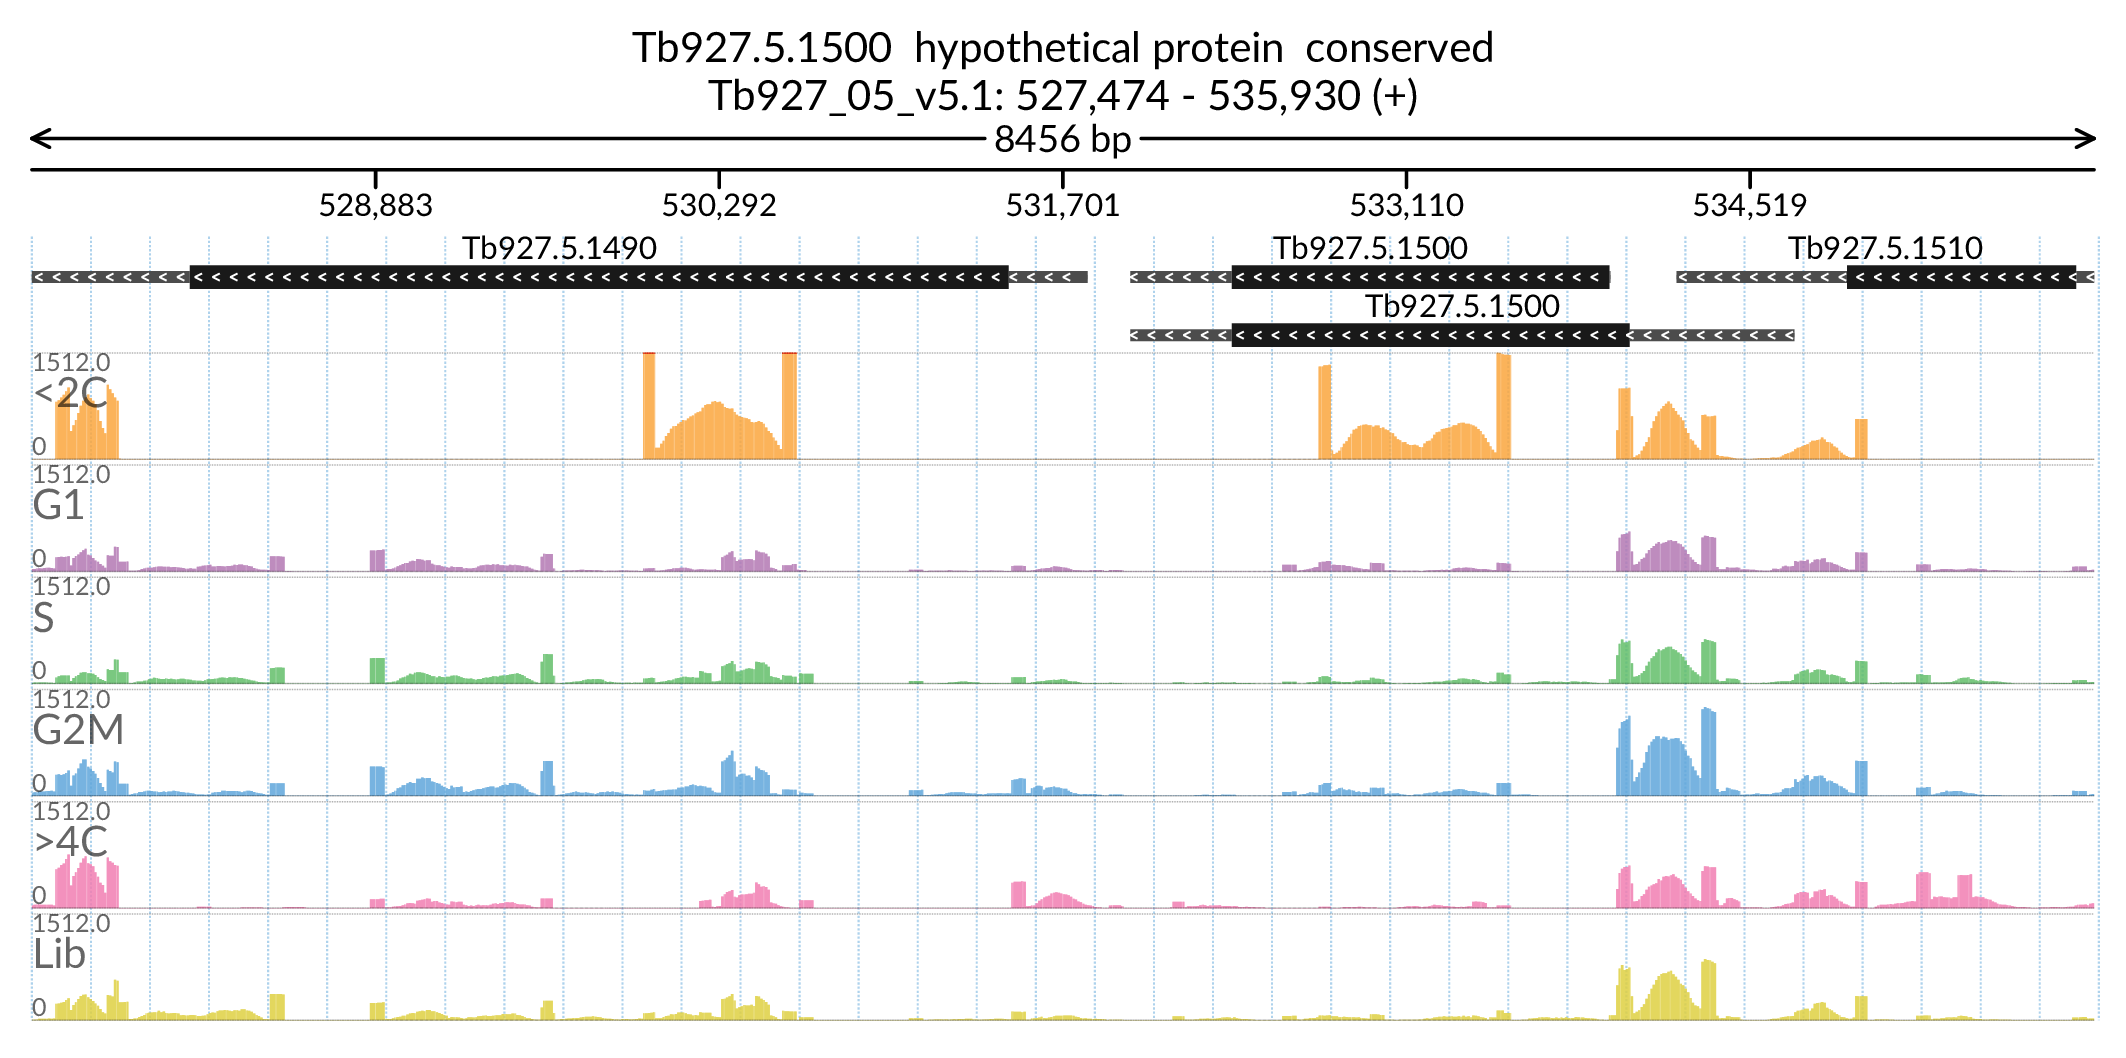 Tb927.5.1500  hypothetical protein  conserved
Tb927_05_v5.1: 527,474 - 535,930 (+)
8456 bp
528,883 530,292 531,701 533,110 534,519
Tb927.5.1490 Tb927.5.1500 Tb927.5.1510
Tb927.5.1500
1512.0
<2C
0
1512.0
G1
0
1512.0
S
0
1512.0
G2M
0
1512.0
>4C
0
1512.0
Lib
0